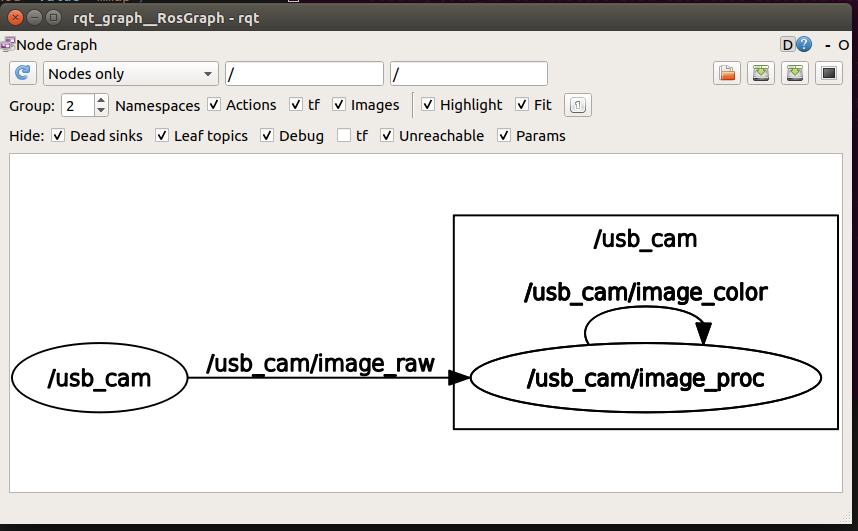 rqt_graph__RosGraph - rqt
Node Graph D ? - O
Nodes only / /
Group: 2 Namespaces Actions tf Images Highlight Fit 1
Hide: Dead sinks Leaf topics Debug tf Unreachable Params
/usb_cam
/usb_cam/image_color
/usb_cam/image_raw
/usb_cam
/usb_cam/image_proc